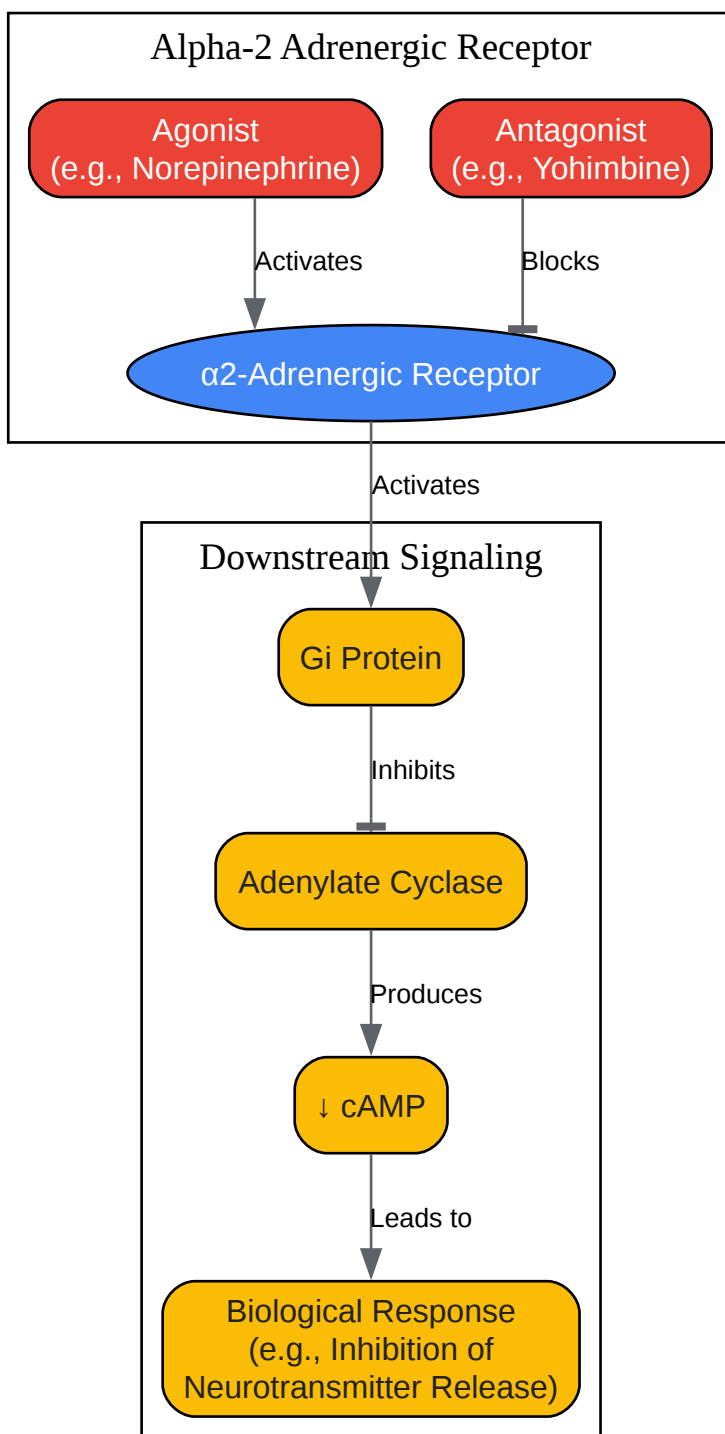 Alpha-2 Adrenergic Receptor
Agonist
(e.g., Norepinephrine)
Antagonist
(e.g., Yohimbine)
Activates
Blocks
α2-Adrenergic Receptor
Activates
Downstream Signaling
Gi Protein
Inhibits
Adenylate Cyclase
Produces
↓ cAMP
Leads to
Biological Response
(e.g., Inhibition of
Neurotransmitter Release)